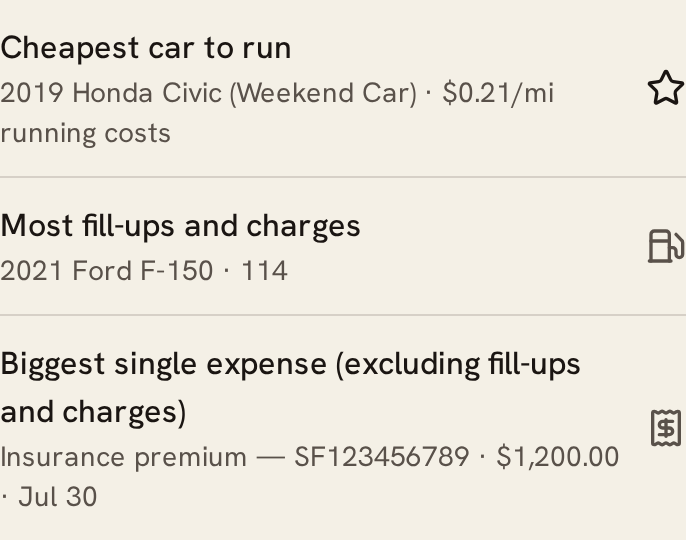 Cheapest car to run
2019 Honda Civic (Weekend Car) · $0.21/mi
running costs
Most fill-ups and charges
2021 Ford F-150 · 114
Biggest single expense (excluding fill-ups
and charges)
Insurance premium — SF123456789 · $1,200.00
· Jul 30